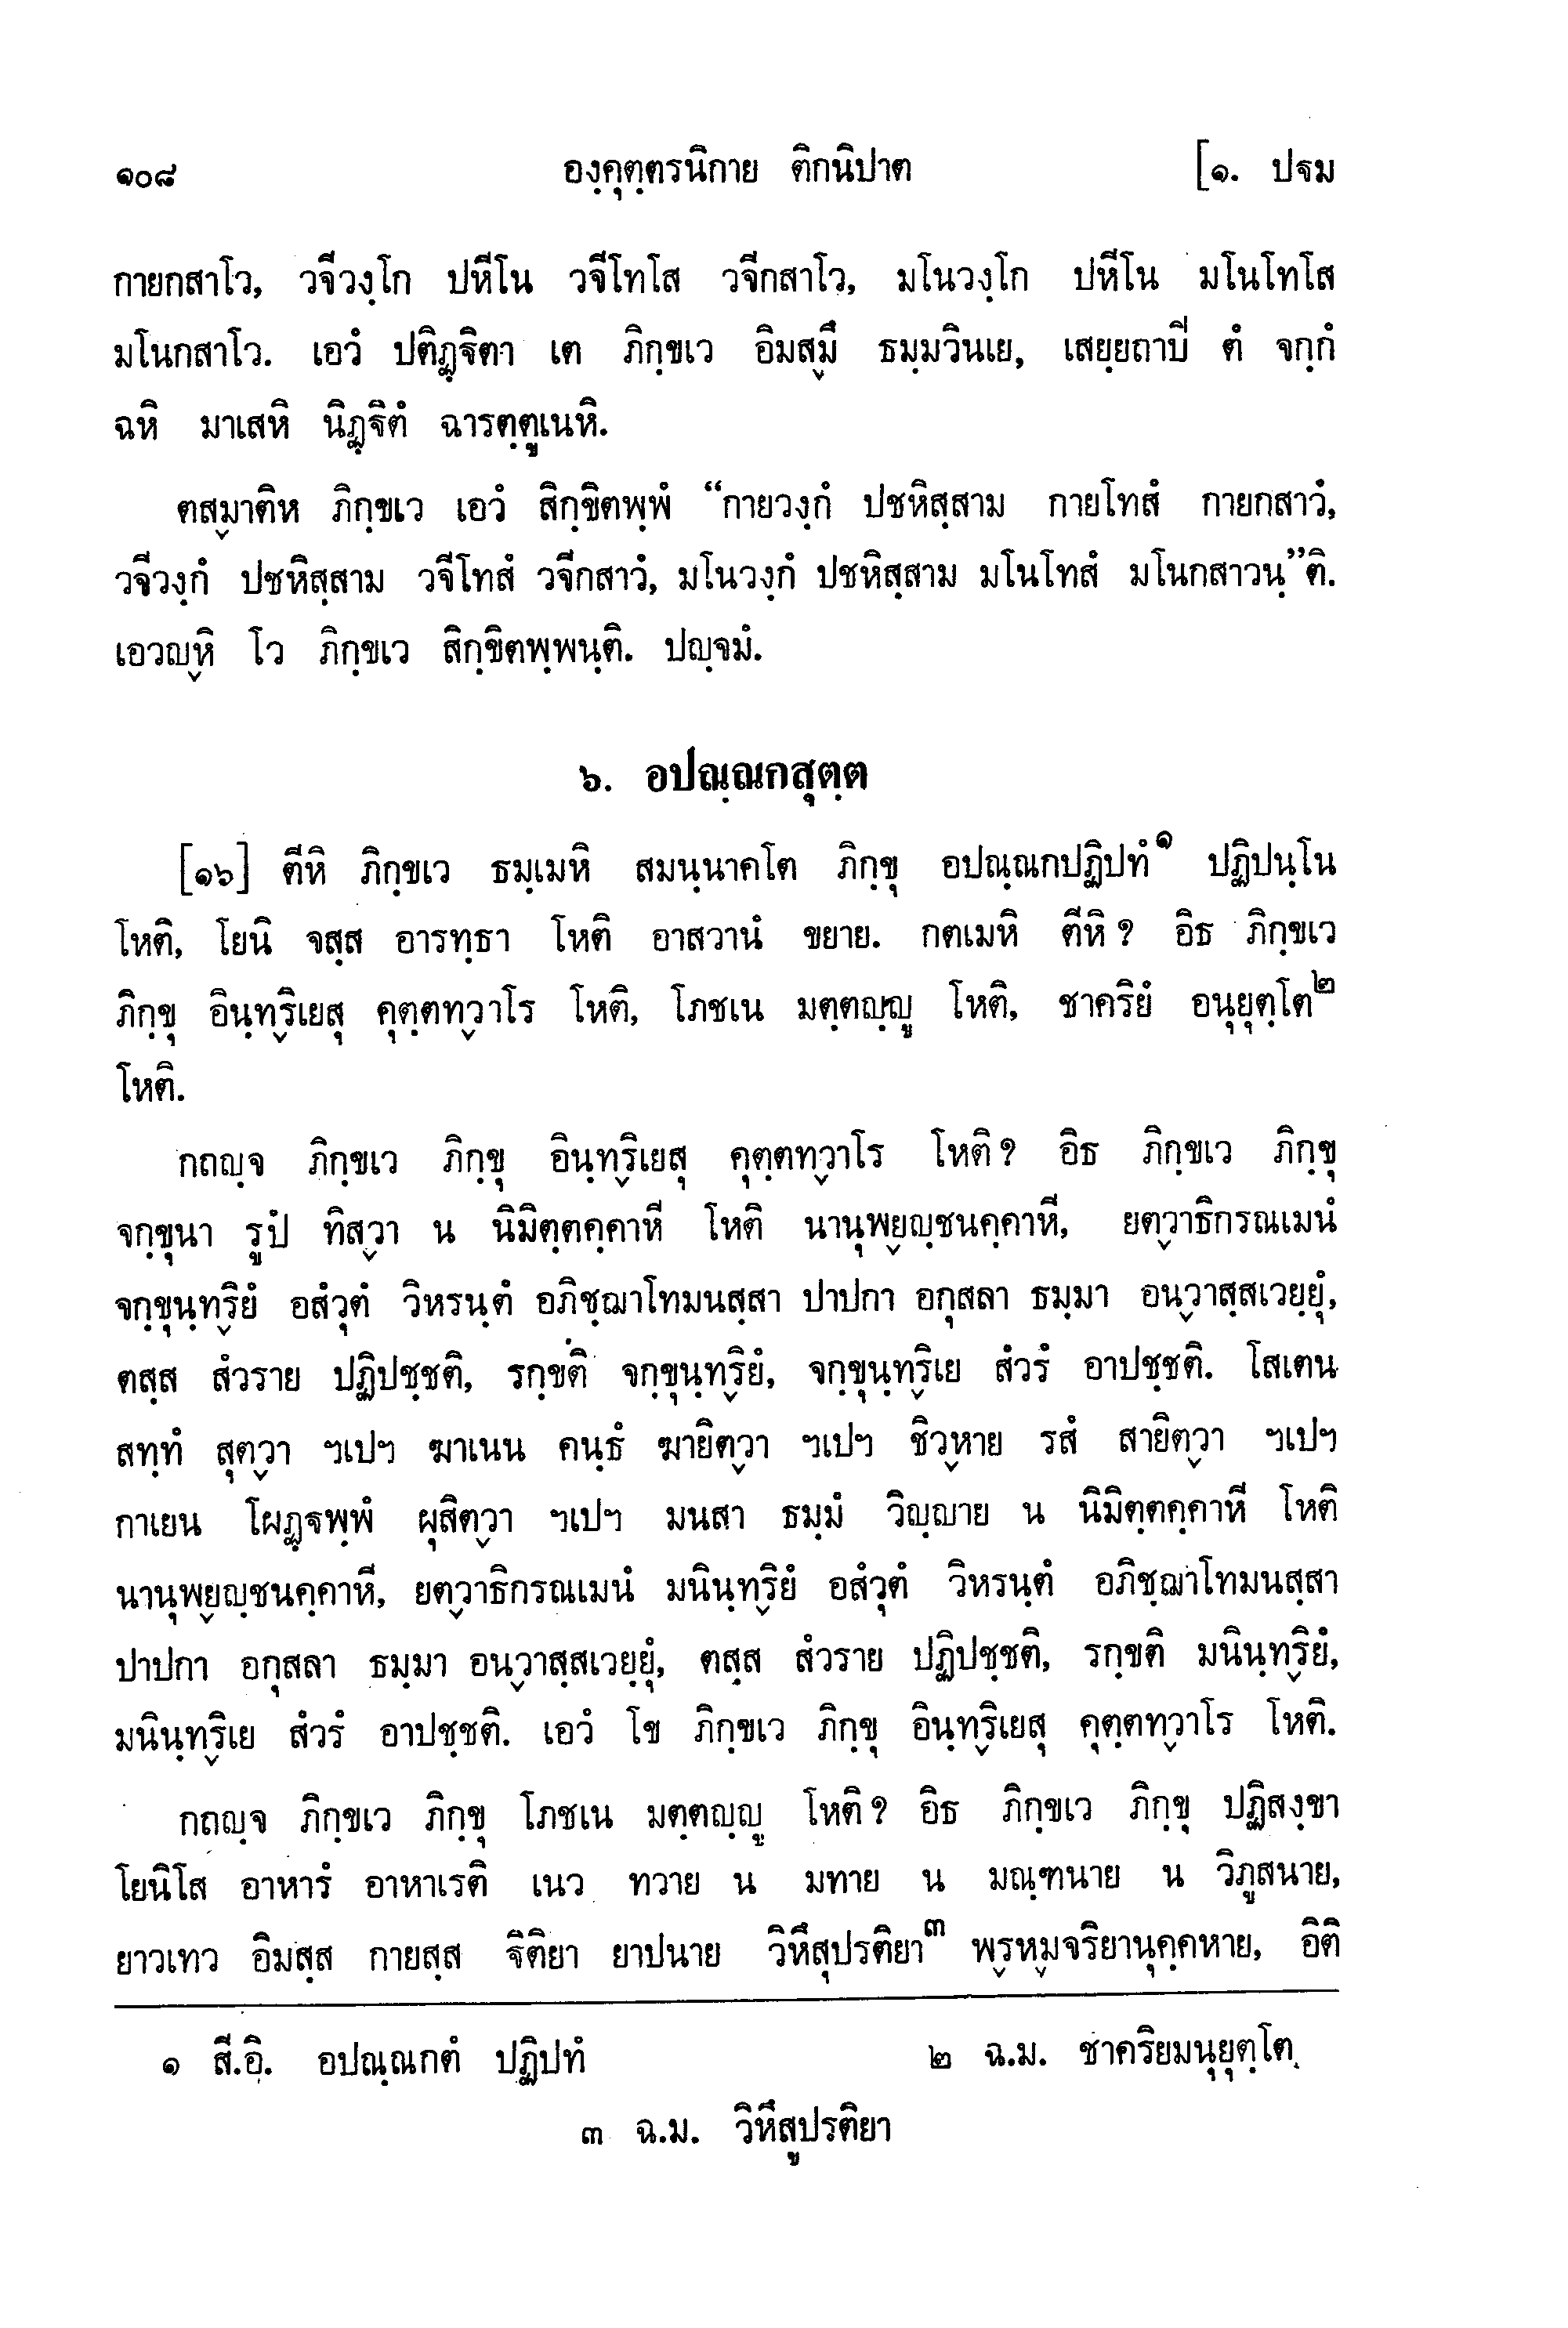 ๑๐๘ องฺคุตฺตรนิกาย ติกนิปาต [๑. ปฐม
กายกสาโว, วจีวงฺโก ปหีโน วจีโทโส วจีกสาโว, มโนวงฺโก ปหีโน มโนโทโส
มโนกสาโว. เอวํ ปติฏฺฐิตา เต ภิกฺขเว อิมสฺมึ ธมฺมวินเย, เสยฺยถาปิ ตํ จกฺกํ
ฉหิ มาเสหิ นิฏฺฐิตํ ฉารตฺตูเนหิ.
ตสฺมาติห ภิกฺขเว เอวํ สิกฺขิตพฺพํ “กายวงฺกํ ปชหิสฺสาม กายโทสํ กายกสาวํ,
วจีวงฺกํ ปชหิสฺสาม วจีโทสํ วจีกสาวํ, มโนวงฺกํ ปชหิสฺสาม มโนโทสํ มโนกสาวนฺ”ติ.
เอวญฺหิ โว ภิกฺขเว สิกฺขิตพฺพนฺติ. ปญฺจมํ.
๖. อปณฺณกสุตฺต
[๑๖] ตีหิ ภิกฺขเว ธมฺเมหิ สมนฺนาคโต ภิกฺขุ อปณฺณกปฏิปทํ๑ ปฏิปนฺโน
โหติ, โยนิ จสฺส อารทฺธา โหติ อาสวานํ ขยาย. กตเมหิ ตีหิ? อิธ ภิกฺขเว
ภิกฺขุ อินฺทฺริเยสุ คุตฺตทฺวาโร โหติ, โภชเน มตฺตญฺญู โหติ, ชาคริยํ อนุยุตฺโต๒
โหติ.
กถญฺจ ภิกฺขเว ภิกฺขุ อินฺทฺริเยสุ คุตฺตทฺวาโร โหติ? อิธ ภิกฺขเว ภิกฺขุ
จกฺขุนา รูปํ ทิสฺวา น นิมิตฺตคฺคาหี โหติ นานุพฺยญฺชนคฺคาหี, ยตฺวาธิกรณเมนํ
จกฺขุนฺทฺริยํ อสํวุตํ วิหรนฺตํ อภิชฺฌาโทมนสฺสา ปาปกา อกุสลา ธมฺมา อนฺวาสฺสเวยฺยุํ,
ตสฺส สํวราย ปฏิปชฺชติ, รกฺขติ จกฺขุนฺทฺริยํ, จกฺขุนฺทฺริเย สํวรํ อาปชฺชติ. โสเตน
สทฺทํ สุตฺวา ฯเปฯ ฆาเนน คนฺธํ ฆายิตฺวา ฯเปฯ ชิวฺหาย รสํ สายิตฺวา ฯเปฯ
กาเยน โผฏฺฐพฺพํ ผุสิตฺวา ฯเปฯ มนสา ธมฺมํ วิญฺญาย น นิมิตฺตคฺคาหี โหติ
นานุพฺยญฺชนคฺคาหี, ยตฺวาธิกรณเมนํ มนินฺทฺริยํ อสํวุตํ วิหรนฺตํ อภิชฺฌาโทมนสฺสา
ปาปกา อกุสลา ธมฺมา อนฺวาสฺสเวยฺยุํ, ตสฺส สํวราย ปฏิปชฺชติ, รกฺขติ มนินฺทฺริยํ,
มนินฺทฺริเย สํวรํ อาปชฺชติ. เอวํ โข ภิกฺขเว ภิกฺขุ อินฺทฺริเยสุ คุตฺตทฺวาโร โหติ.
กถญฺจ ภิกฺขเว ภิกฺขุ โภชเน มตฺตญฺญู โหติ? อิธ ภิกฺขเว ภิกฺขุ ปฏิสงฺขา
โยนิโส อาหารํ อาหาเรติ เนว ทวาย น มทาย น มณฺฑนาย น วิภูสนาย,
ยาวเทว อิมสฺส กายสฺส ฐิติยา ยาปนาย วิหึสุปรติยา๓ พฺรหฺมจริยานุคฺคหาย, อิติ
๑ สี.อิ. อปณฺณกตํ ปฏิปทํ ๒ ฉ.ม. ชาคริยมนุยุตฺโต
๓ ฉ.ม. วิหึสูปรติยา